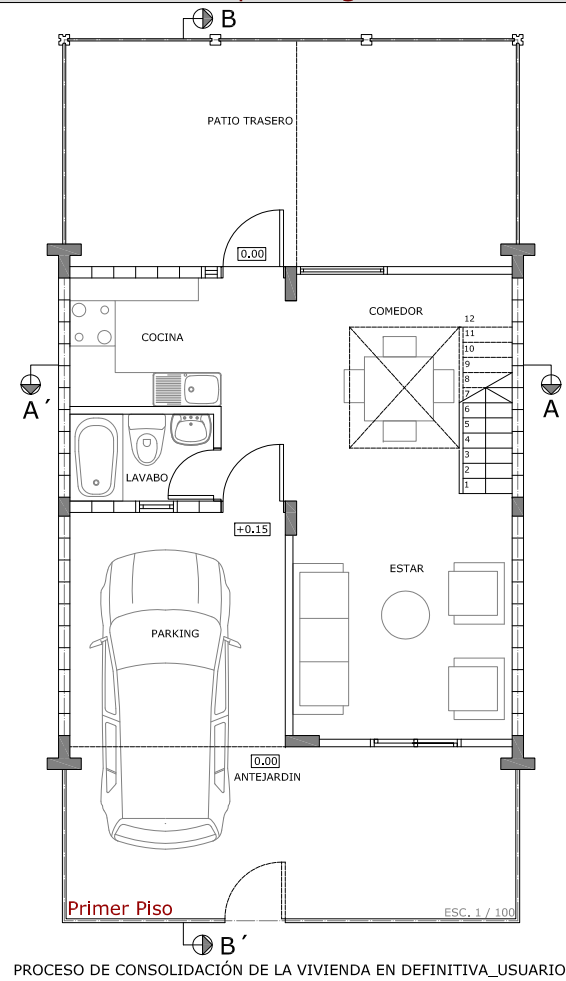 B
PATIO TRASERO
0.00
COMEDOR
COCINA
12
11
10
9
8
7
6
5
4
3
2
1
A´
A
LAVABO
+0.15
ESTAR
PARKING
0.00
ANTEJARDIN
Primer Piso
ESC. 1 / 100
B´
PROCESO DE CONSOLIDACIÓN DE LA VIVIENDA EN DEFINITIVA_USUARIO